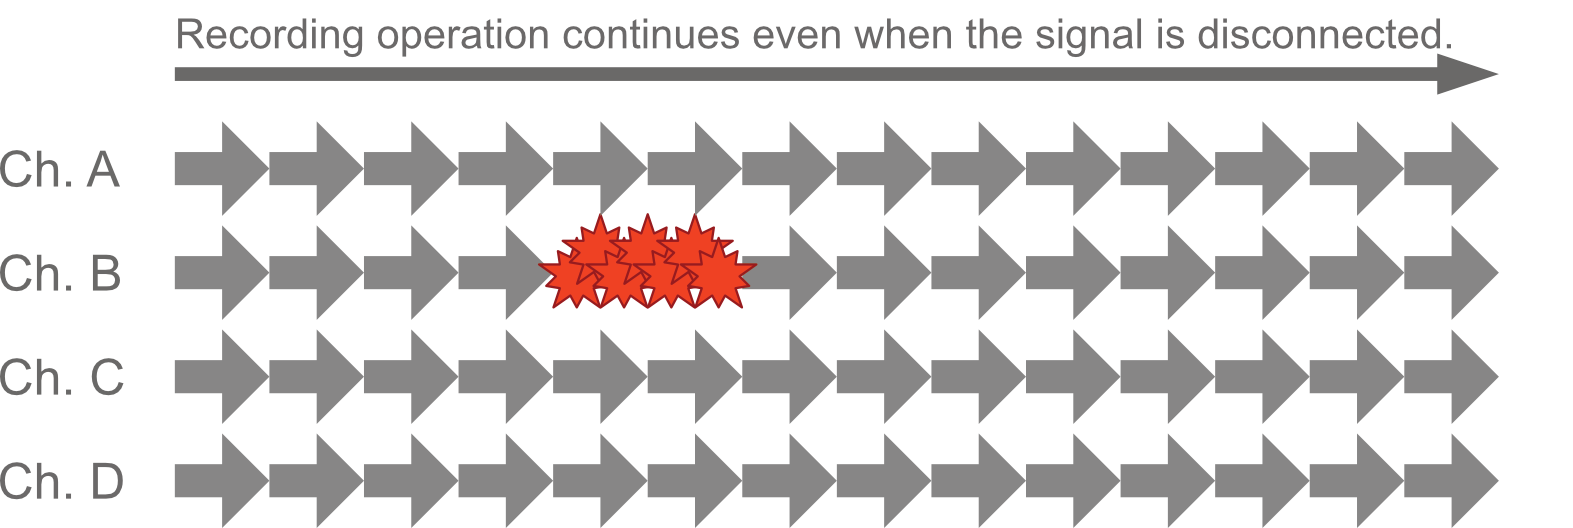 Recording operation continues even when the signal is disconnected.
Ch. A
Ch. B
Ch. C
Ch. D